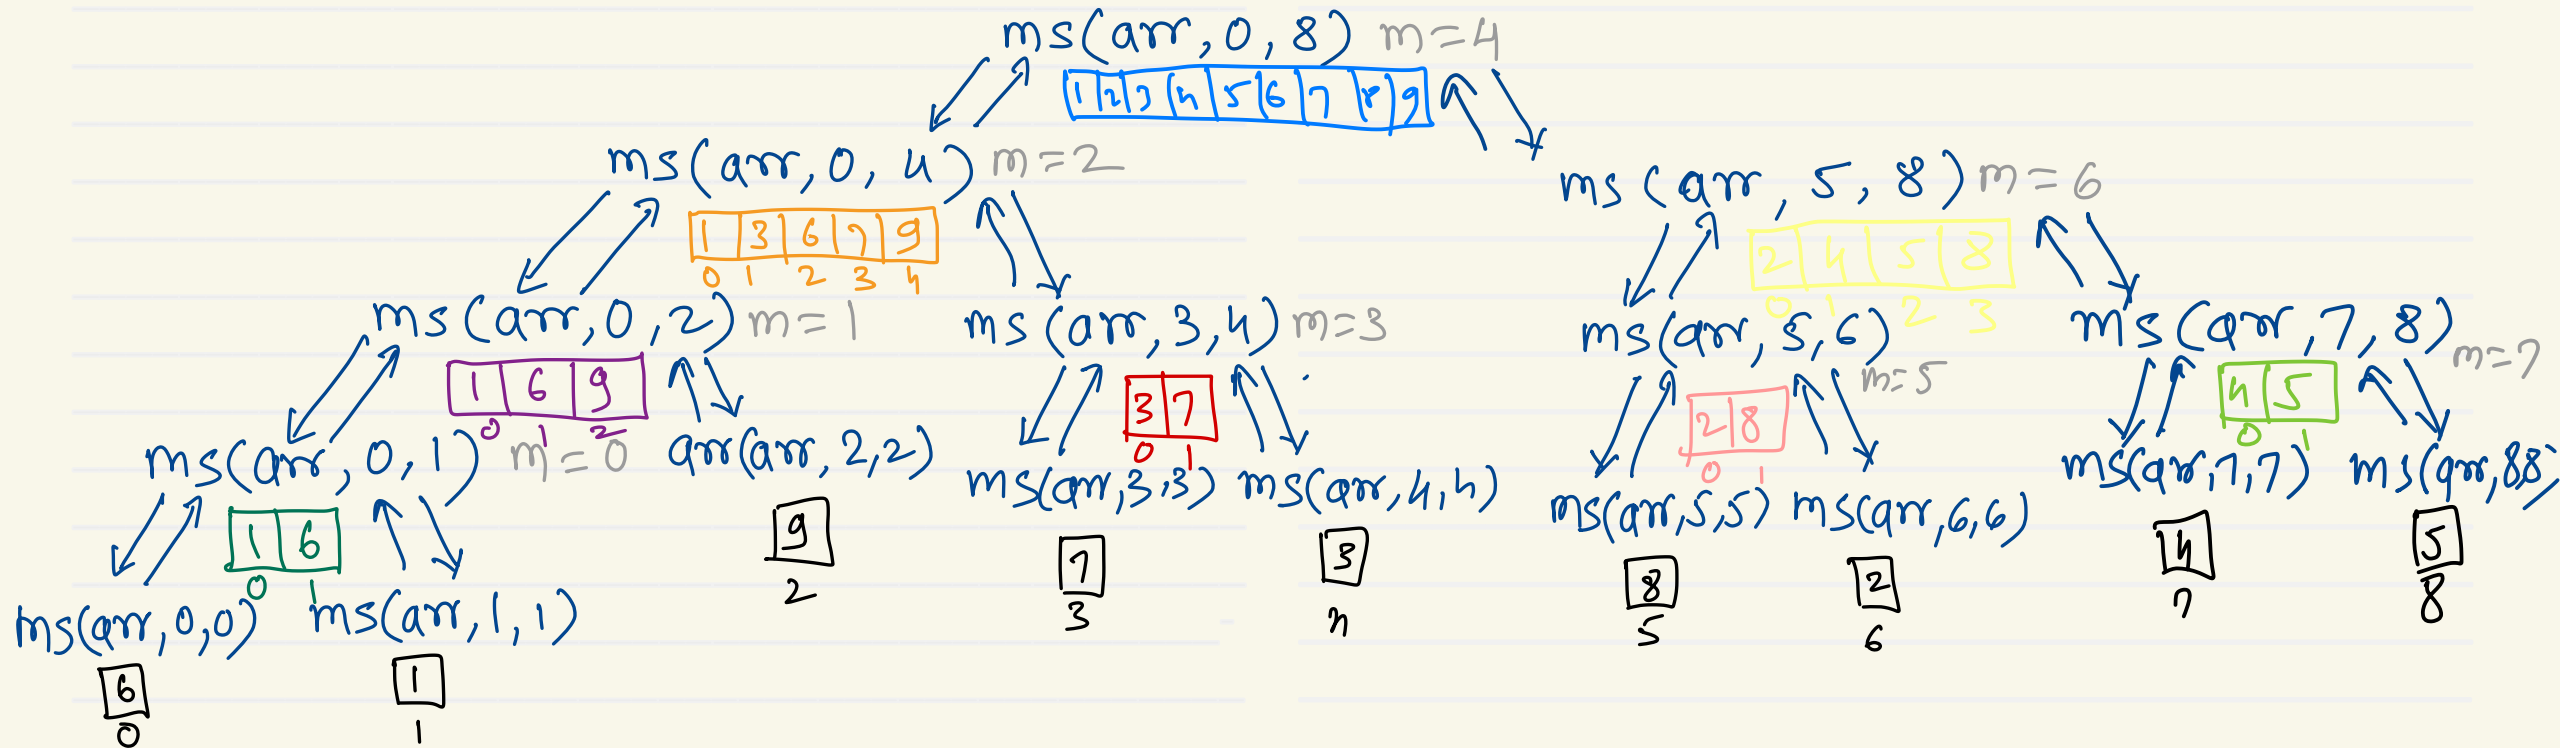 ms(arr,0,8) m=4
1 2 3 4 5 6 7 8 9
ms(arr,0,4) m=2
ms(arr,5,8) m=6
1 3 6 7 9
0 1 2 3 4
2 4 5 8
0 1 2 3
ms(arr,0,2) m=1
ms(arr,3,4) m=3
ms(arr,5,6)
m=5
ms(arr,7,8)
m=7
1 6 9
0 1 2
3 7
0 1
2 8
0 1
4 5
0 1
ms(arr,0,1) m=0
arr(arr,2,2)
ms(arr,3,3)
ms(arr,4,4)
ms(arr,5,5)
ms(arr,6,6)
ms(arr,7,7)
ms(arr,8,8)
1 6
0 1
9
2
7
3
3
4
8
5
2
6
4
7
5
8
ms(arr,0,0)
ms(arr,1,1)
6
0
1
1